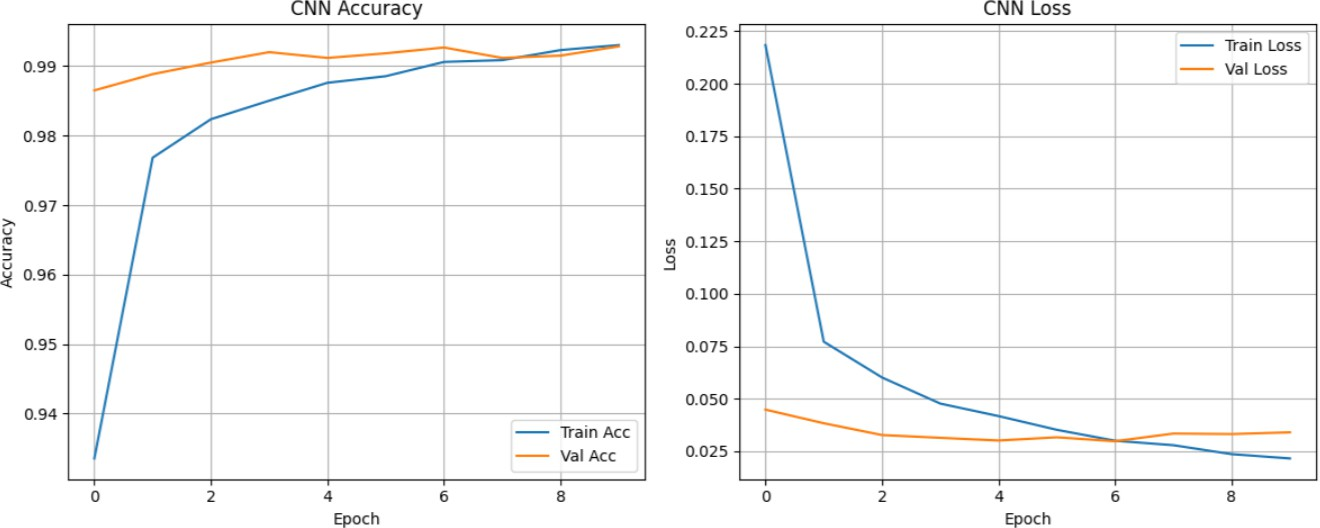 CNN Accuracy
0.99
0.98
0.97
0.96
0.95
0.94
Accuracy
Train Acc
Val Acc
0 2 4 6 8
Epoch
CNN Loss
0.225
0.200
0.175
0.150
0.125
0.100
0.075
0.050
0.025
Loss
Train Loss
Val Loss
0 2 4 6 8
Epoch